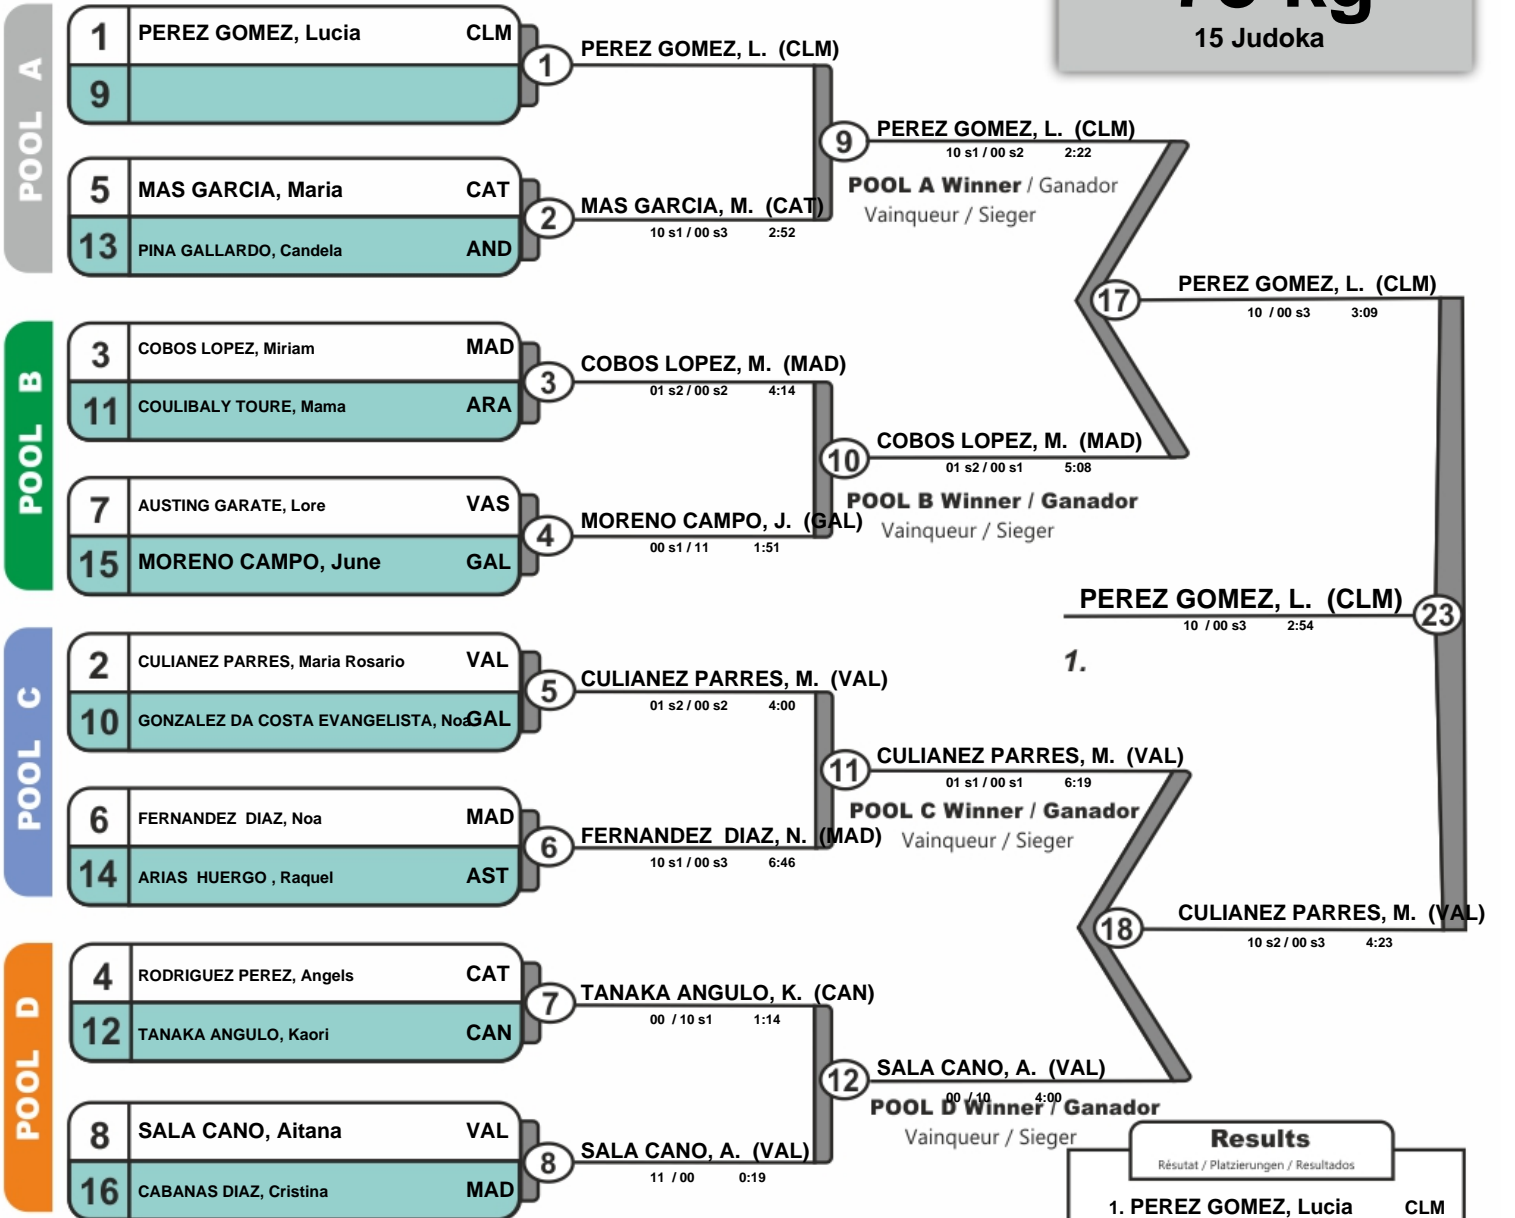 kg
15 Judoka
POOL A
1 PEREZ GOMEZ, Lucia CLM
9
1
PEREZ GOMEZ, L. (CLM)
5 MAS GARCIA, Maria CAT
13 PINA GALLARDO, Candela AND
2
MAS GARCIA, M. (CAT)
10 s1 / 00 s3 2:52
9
PEREZ GOMEZ, L. (CLM)
10 s1 / 00 s2 2:22
POOL A Winner / Ganador
Vainqueur / Sieger
POOL B
3 COBOS LOPEZ, Miriam MAD
11 COULIBALY TOURE, Mama ARA
3
COBOS LOPEZ, M. (MAD)
01 s2 / 00 s2 4:14
7 AUSTING GARATE, Lore VAS
15 MORENO CAMPO, June GAL
4
MORENO CAMPO, J. (GAL)
00 s1 / 11 1:51
10
COBOS LOPEZ, M. (MAD)
01 s2 / 00 s1 5:08
POOL B Winner / Ganador
Vainqueur / Sieger
17
PEREZ GOMEZ, L. (CLM)
10 / 00 s3 3:09
PEREZ GOMEZ, L. (CLM)
23
10 / 00 s3 2:54
1.
POOL C
2 CULIANEZ PARRES, Maria Rosario VAL
10 GONZALEZ DA COSTA EVANGELISTA, Noa GAL
5
CULIANEZ PARRES, M. (VAL)
01 s2 / 00 s2 4:00
6 FERNANDEZ DIAZ, Noa MAD
14 ARIAS HUERGO , Raquel AST
6
FERNANDEZ DIAZ, N. (MAD)
10 s1 / 00 s3 6:46
11
CULIANEZ PARRES, M. (VAL)
01 s1 / 00 s1 6:19
POOL C Winner / Ganador
Vainqueur / Sieger
18
CULIANEZ PARRES, M. (VAL)
10 s2 / 00 s3 4:23
POOL D
4 RODRIGUEZ PEREZ, Angels CAT
12 TANAKA ANGULO, Kaori CAN
7
TANAKA ANGULO, K. (CAN)
00 / 10 s1 1:14
8 SALA CANO, Aitana VAL
16 CABANAS DIAZ, Cristina MAD
8
SALA CANO, A. (VAL)
11 / 00 0:19
12
SALA CANO, A. (VAL)
00 / 10 4:00
POOL D Winner / Ganador
Vainqueur / Sieger
Results
Résutat / Platzierungen / Resultados
1. PEREZ GOMEZ, Lucia CLM